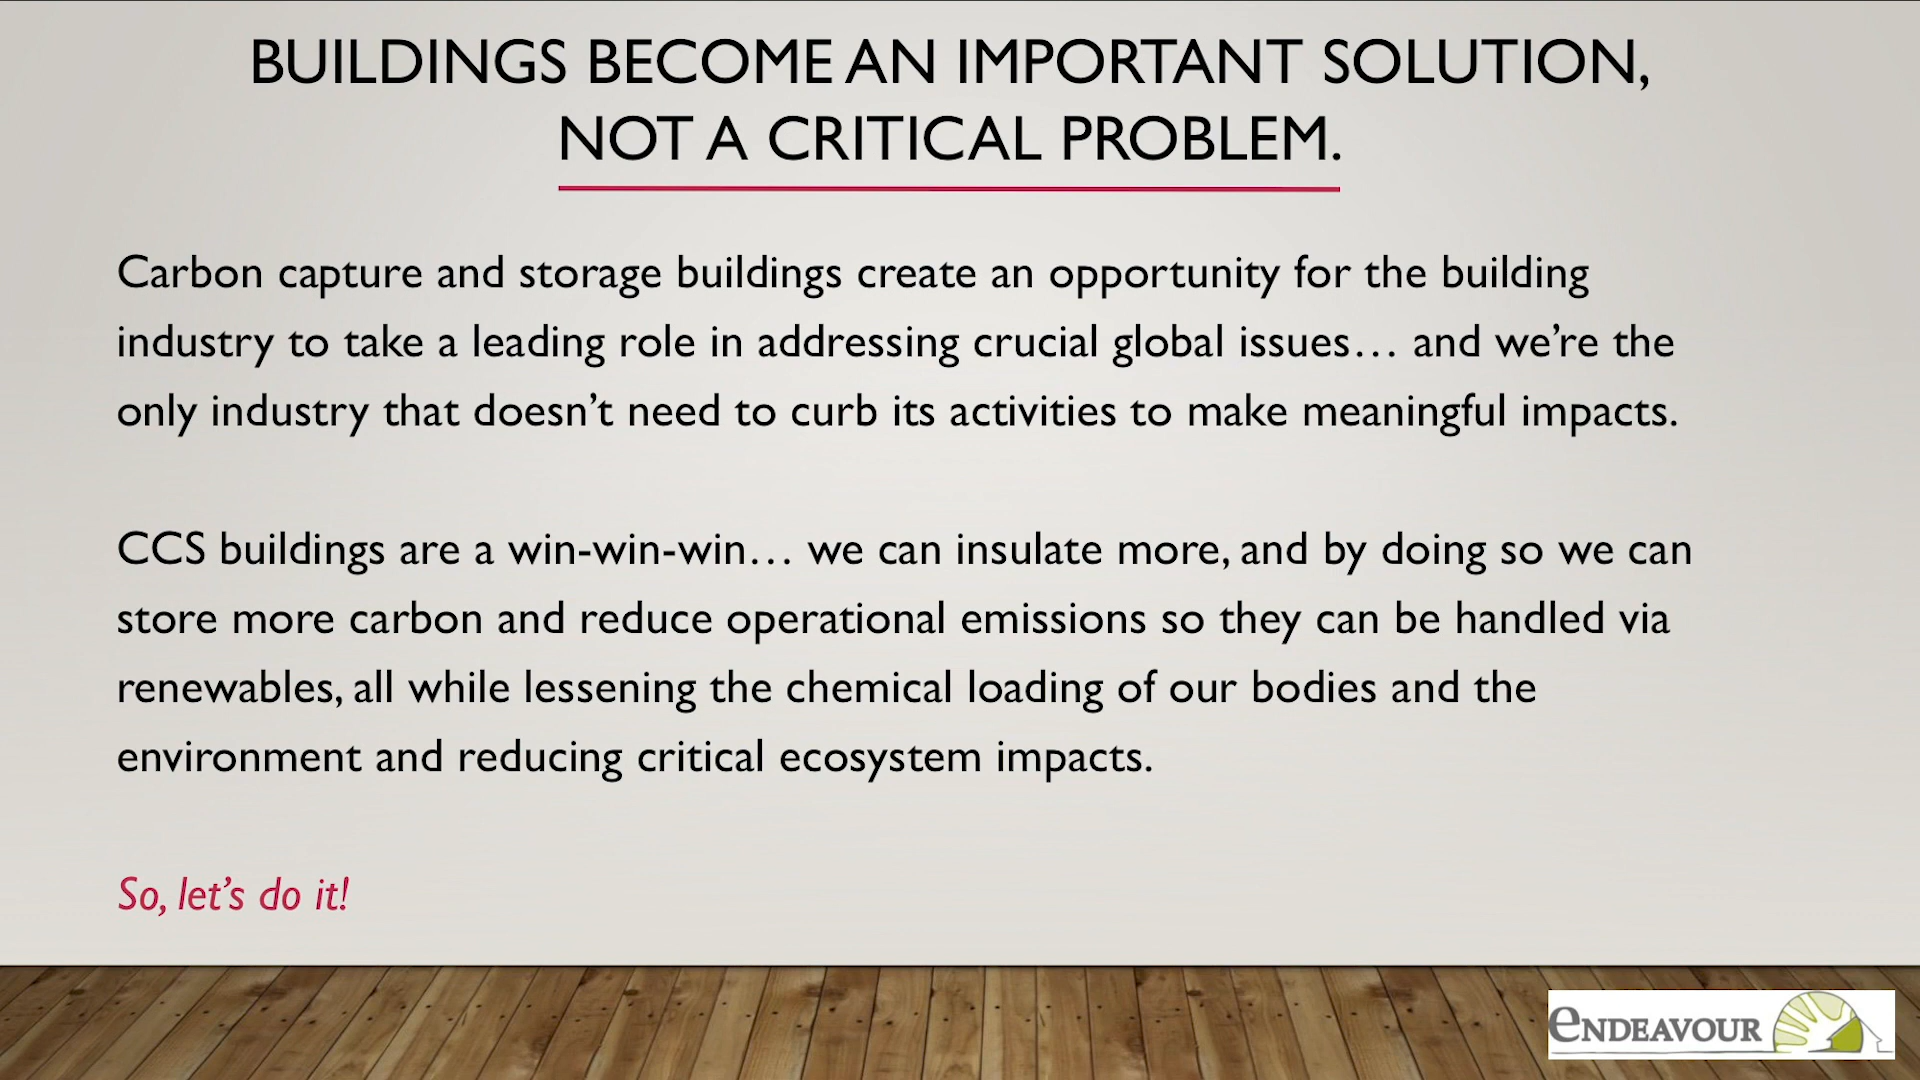 BUILDINGS BECOME AN IMPORTANT SOLUTION,
NOT A CRITICAL PROBLEM.
Carbon capture and storage buildings create an opportunity for the building
industry to take a leading role in addressing crucial global issues… and we’re the
only industry that doesn’t need to curb its activities to make meaningful impacts.
CCS buildings are a win-win-win… we can insulate more, and by doing so we can
store more carbon and reduce operational emissions so they can be handled via
renewables, all while lessening the chemical loading of our bodies and the
environment and reducing critical ecosystem impacts.
So, let’s do it!
ENDEAVOUR